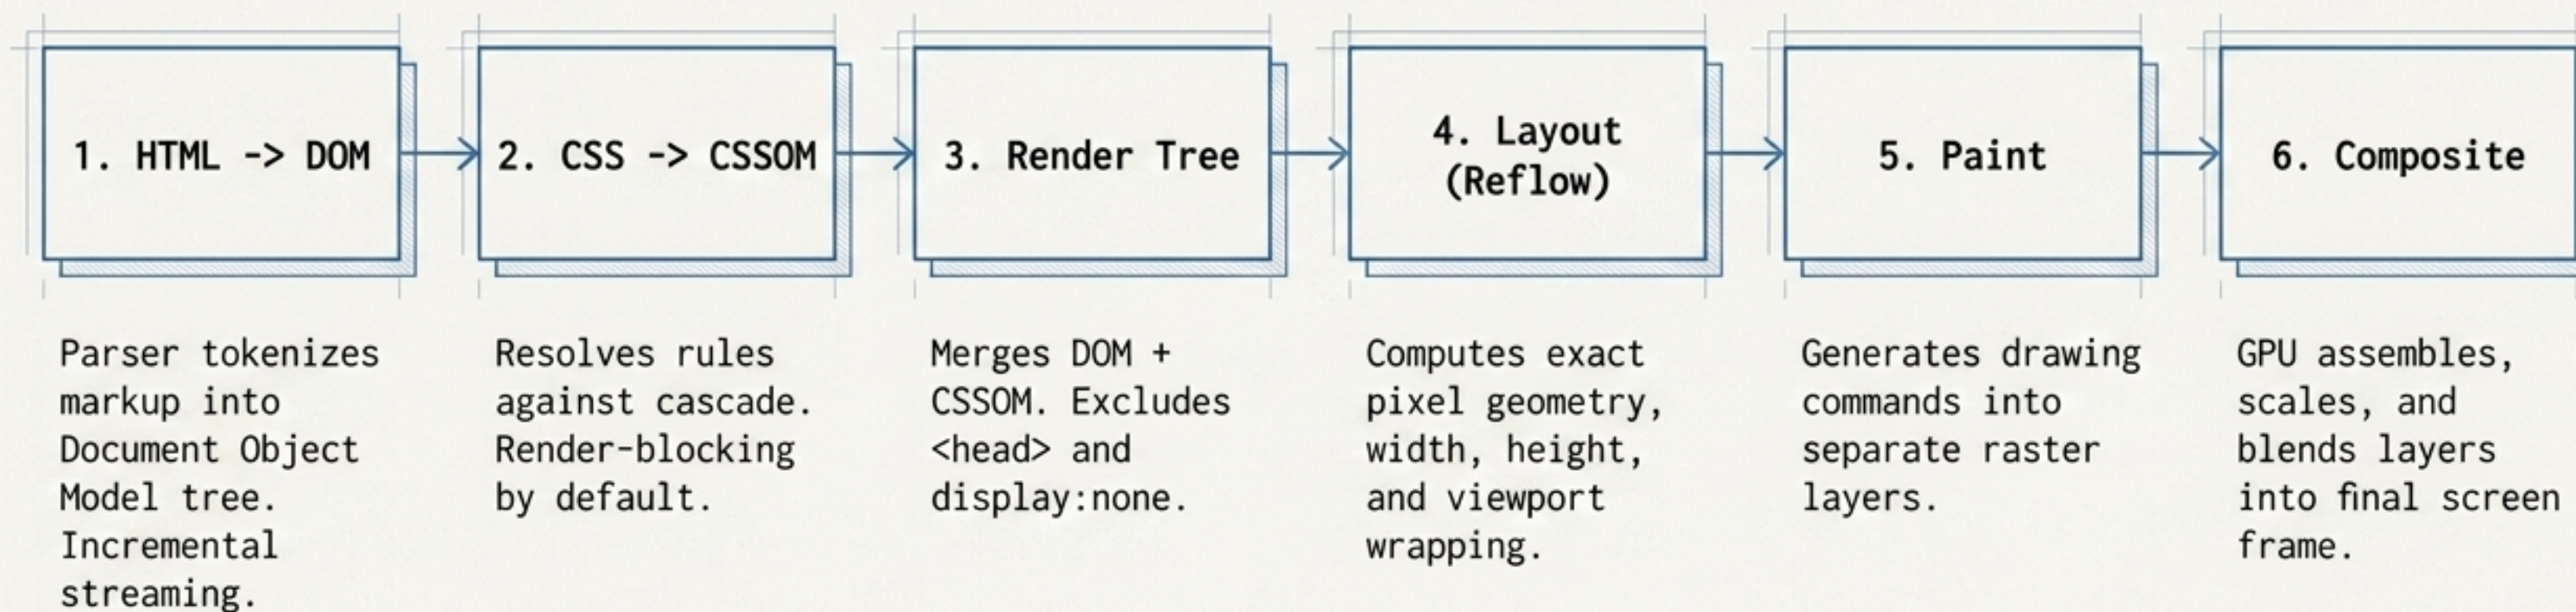 1. HTML -> DOM
Parser tokenizes
markup into
Document Object
Model tree.
Incremental
streaming.
2. CSS -> CSSOM
Resolves rules
against cascade.
Render-blocking
by default.
3. Render Tree
Merges DOM +
CSSOM. Excludes
<head> and
display:none.
4. Layout
(Reflow)
Computes exact
pixel geometry,
width, height,
and viewport
wrapping.
5. Paint
Generates drawing
commands into
separate raster
layers.
6. Composite
GPU assembles,
scales, and
blends layers
into final screen
frame.